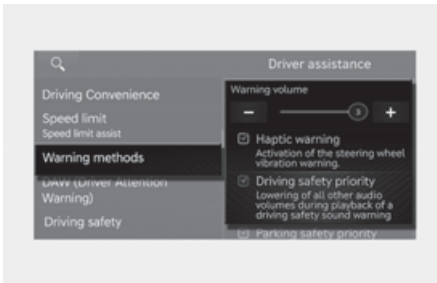 Driver assistance
Driving Convenience
Speed limit
Speed limit assist
Warning methods
DAW (Driver Attention
Warning)
Driving safety
Warning volume
3
Haptic warning
Activation of the steering wheel
vibration warning.
Driving safety priority
Lowering of all other audio
volumes during playback of a
driving safety sound warning
Parking safety priority